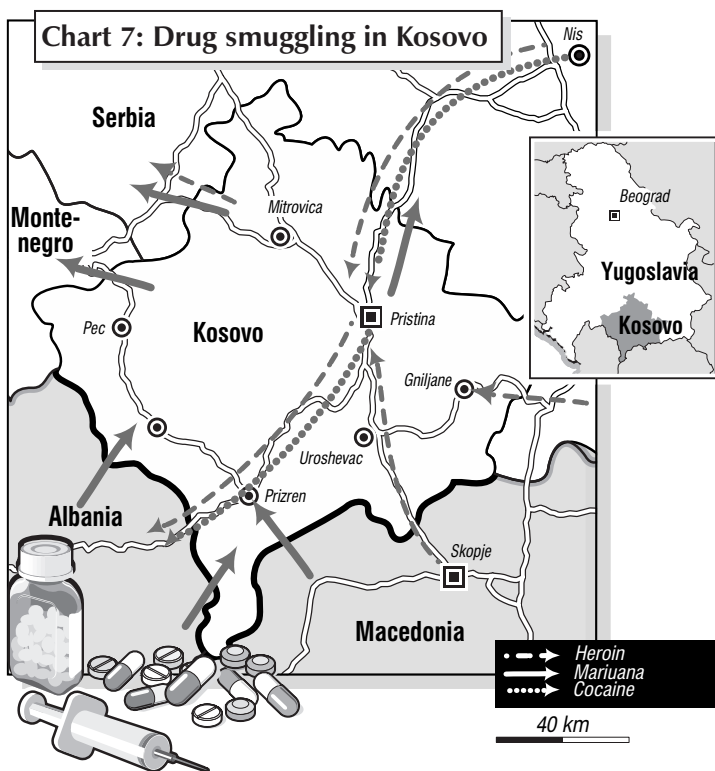 Chart 7: Drug smuggling in Kosovo
Nis
Serbia
Beograd
Mitrovica
Monte-
negro
Yugoslavia
Kosovo
Pec
Kosovo
Pristina
Gniljane
Uroshevac
Prizren
Albania
Skopje
Macedonia
Heroin
Mariuana
Cocaine
40 km